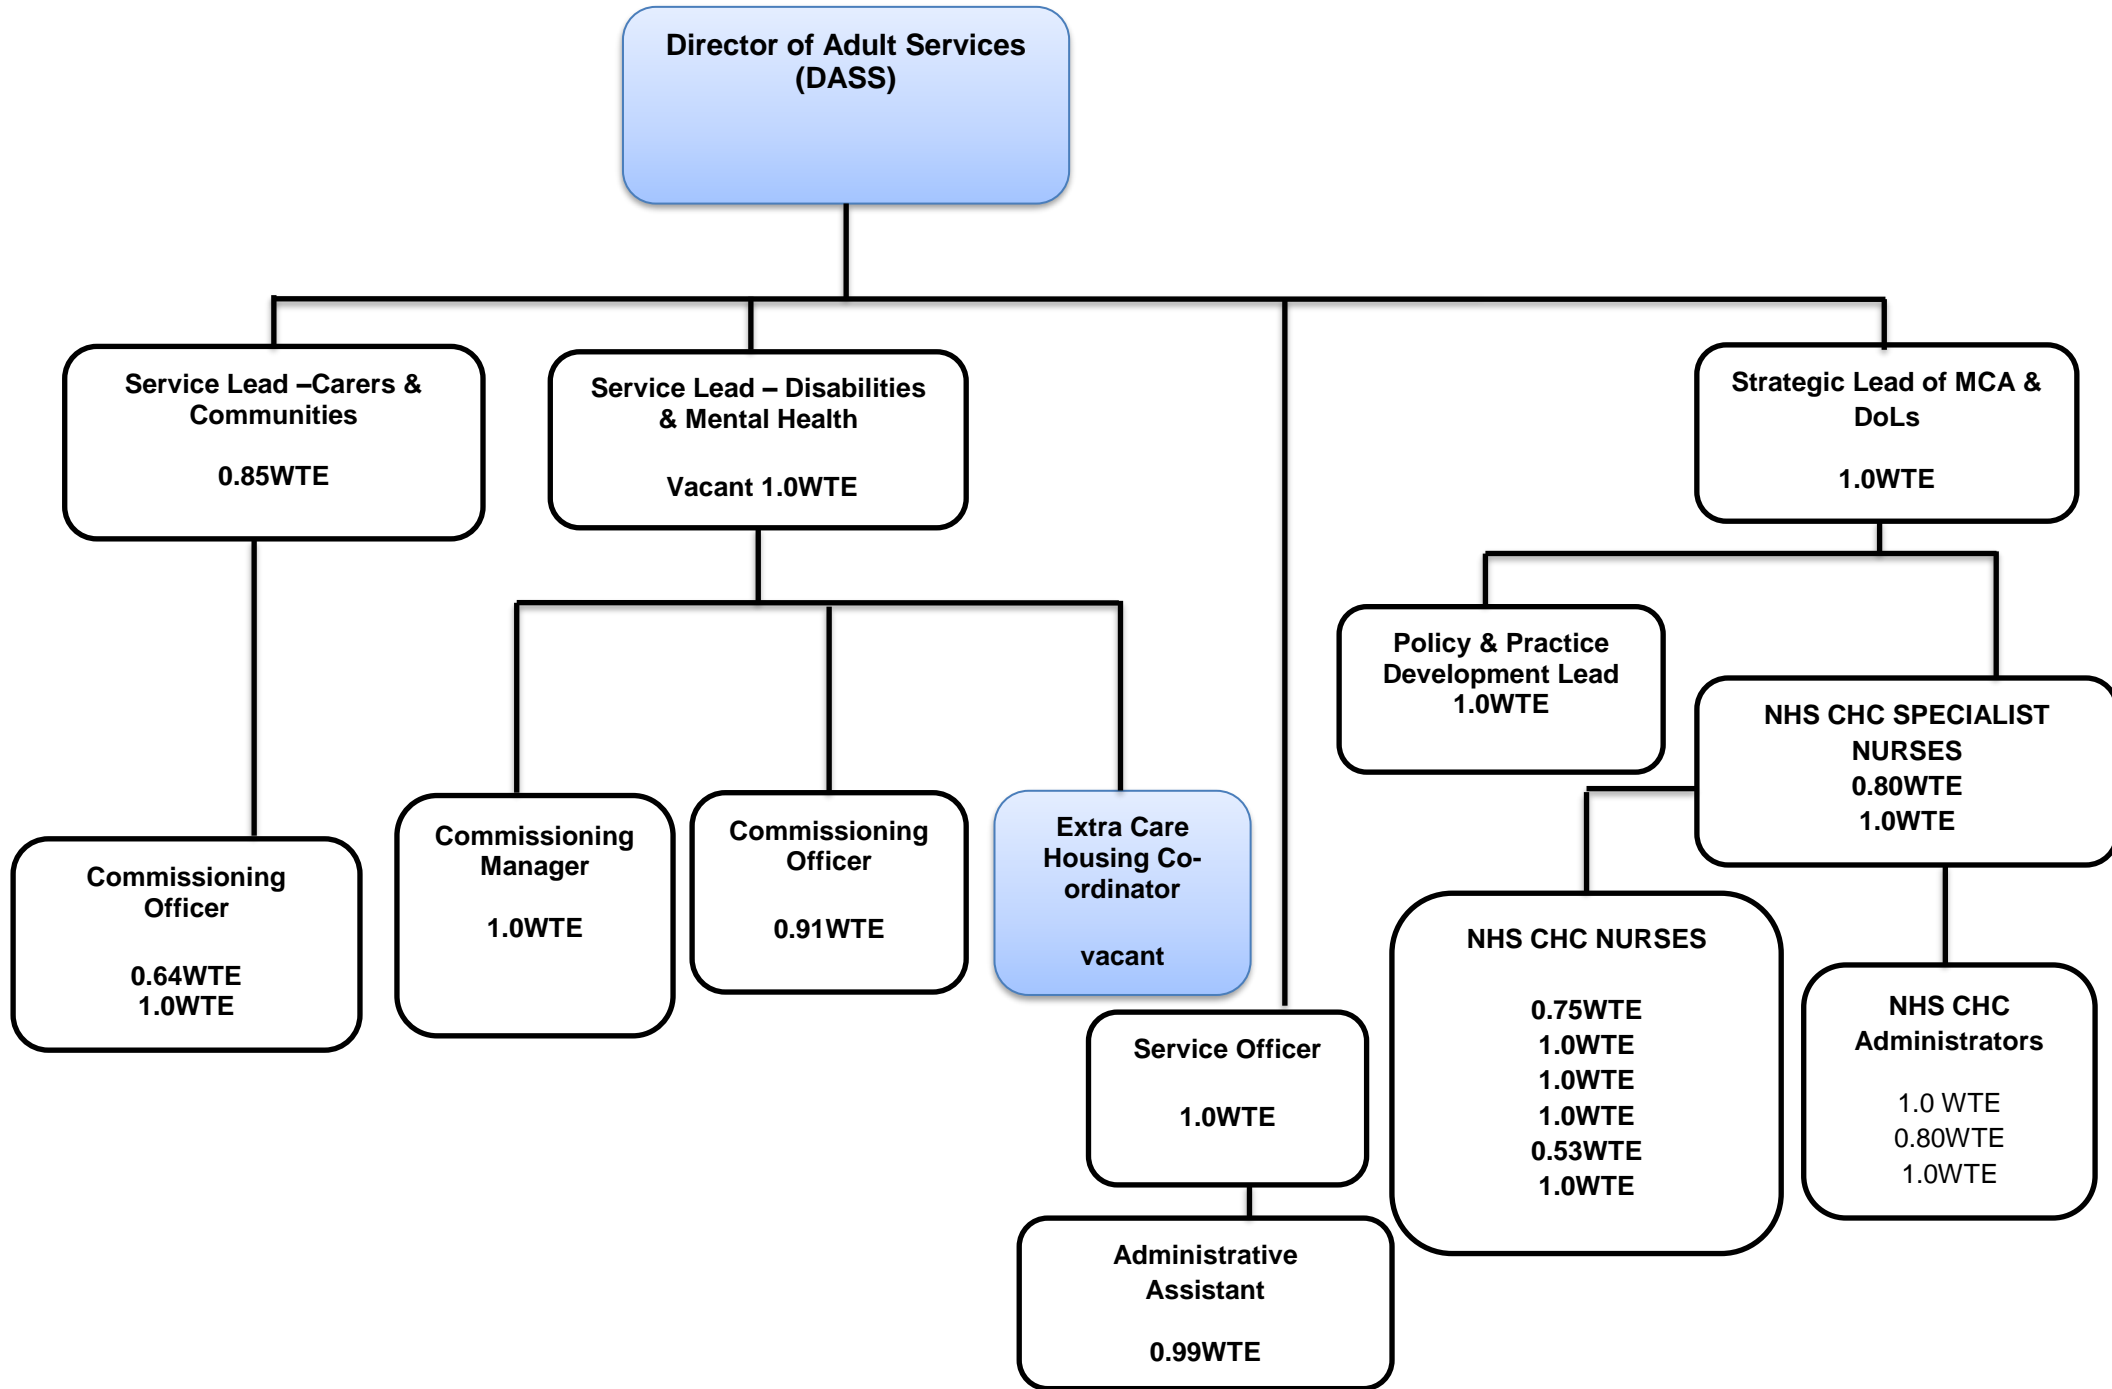 Director of Adult Services
(DASS)
Service Lead –Carers &
Communities
0.85WTE
Service Lead – Disabilities
& Mental Health
Vacant 1.0WTE
Strategic Lead of MCA &
DoLs
1.0WTE
Policy & Practice
Development Lead
1.0WTE
NHS CHC SPECIALIST
NURSES
0.80WTE
1.0WTE
Commissioning
Officer
0.64WTE
1.0WTE
Commissioning
Manager
1.0WTE
Commissioning
Officer
0.91WTE
Extra Care
Housing Co-
ordinator
vacant
Service Officer
1.0WTE
Administrative
Assistant
0.99WTE
NHS CHC NURSES
0.75WTE
1.0WTE
1.0WTE
1.0WTE
0.53WTE
1.0WTE
NHS CHC
Administrators
1.0 WTE
0.80WTE
1.0WTE